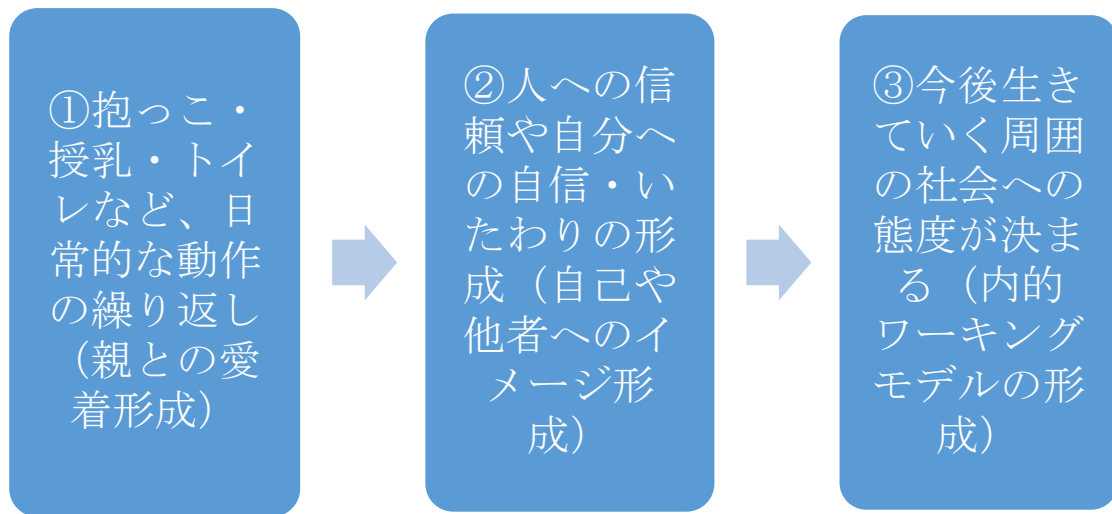 ①抱っこ・
授乳・トイ
レなど、日
常的な動作
の繰り返し
（親との愛
着形成）
②人への信
頼や自分へ
の自信・い
たわりの形
成（自己や
他者へのイ
メージ形
成）
③今後生き
ていく周囲
の社会への
態度が決ま
る（内的
ワーキング
モデルの形
成）